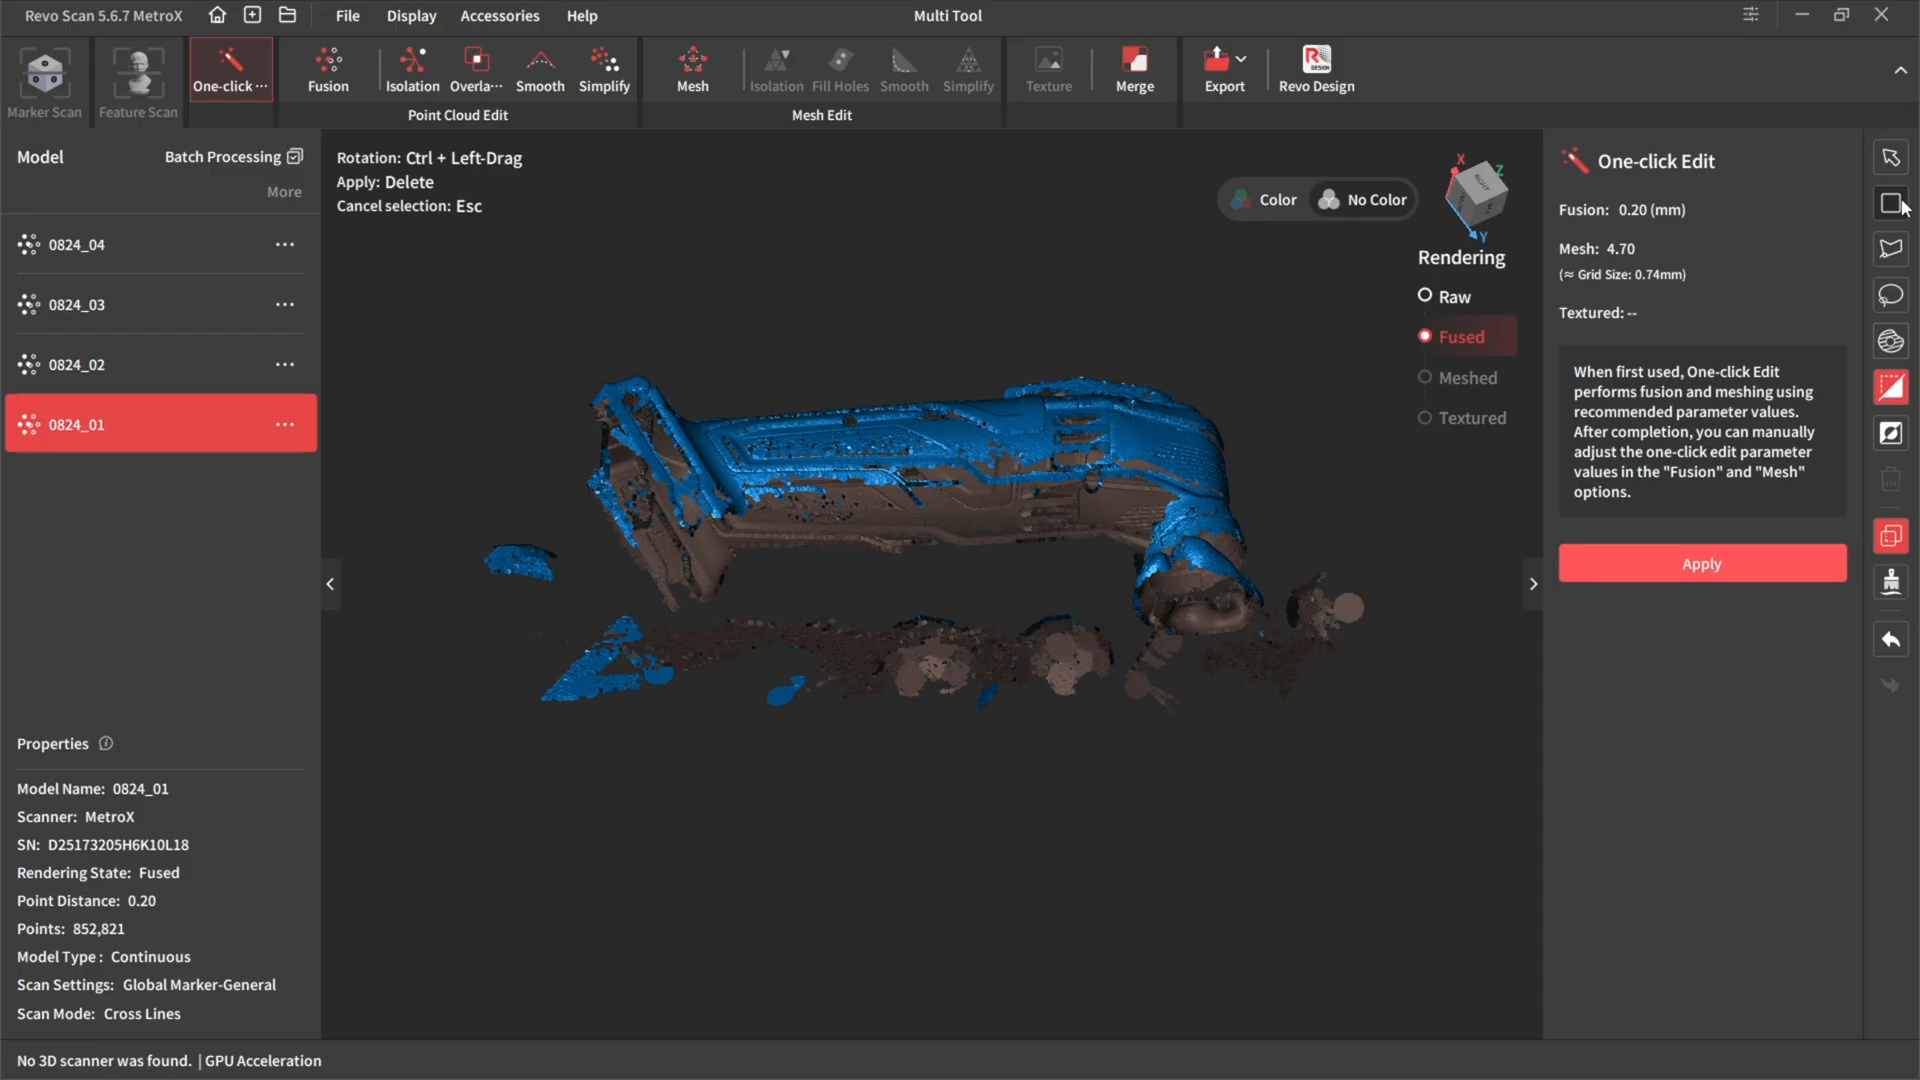 Revo Scan 5.6.7 MetroX
File
Display
Accessories
Help
Multi Tool
Marker Scan
Feature Scan
One-click ···
Fusion
Isolation
Overla···
Smooth
Simplify
Point Cloud Edit
Mesh
Isolation
Fill Holes
Smooth
Simplify
Mesh Edit
Texture
Merge
Export
Revo Design
Model
Batch Processing
More
0824_04
0824_03
0824_02
0824_01
Properties
Model Name: 0824_01
Scanner: MetroX
SN: D25173205H6K10L18
Rendering State: Fused
Point Distance: 0.20
Points: 852,821
Model Type : Continuous
Scan Settings: Global Marker-General
Scan Mode: Cross Lines
Rotation: Ctrl + Left-Drag
Apply: Delete
Cancel selection: Esc
Color
No Color
X
Z
Y
RIGHT
Rendering
Raw
Fused
Meshed
Textured
One-click Edit
Fusion: 0.20 (mm)
Mesh: 4.70
(≈ Grid Size: 0.74mm)
Textured: --
When first used, One-click Edit
performs fusion and meshing using
recommended parameter values.
After completion, you can manually
adjust the one-click edit parameter
values in the "Fusion" and "Mesh"
options.
Apply
No 3D scanner was found. | GPU Acceleration